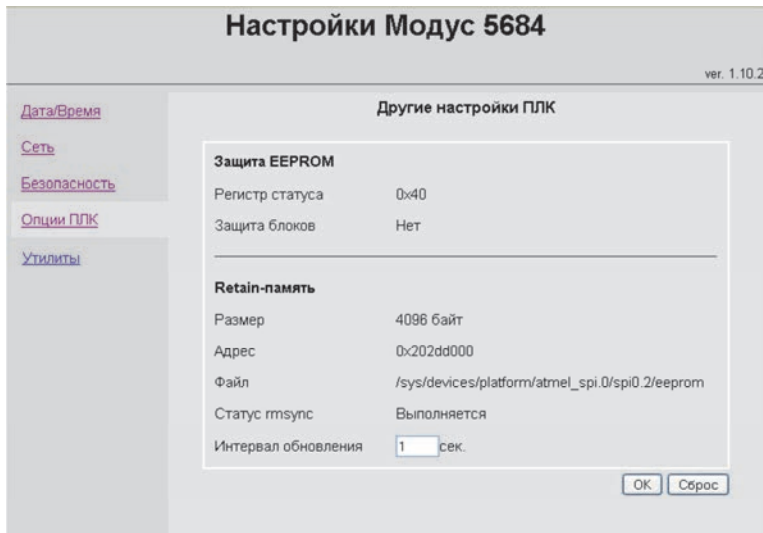 Настройки Модус 5684
ver. 1.10.2
Дата/Время
Сеть
Безопасность
Опции ПЛК
Утилиты
Другие настройки ПЛК
Защита EEPROM
Регистр статуса 0x40
Защита блоков Нет
Retain-память
Размер 4096 байт
Адрес 0x202dd000
Файл /sys/devices/platform/atmel_spi.0/spi0.2/eeprom
Статус rmsync Выполняется
Интервал обновления 1 сек.
OK Сброс